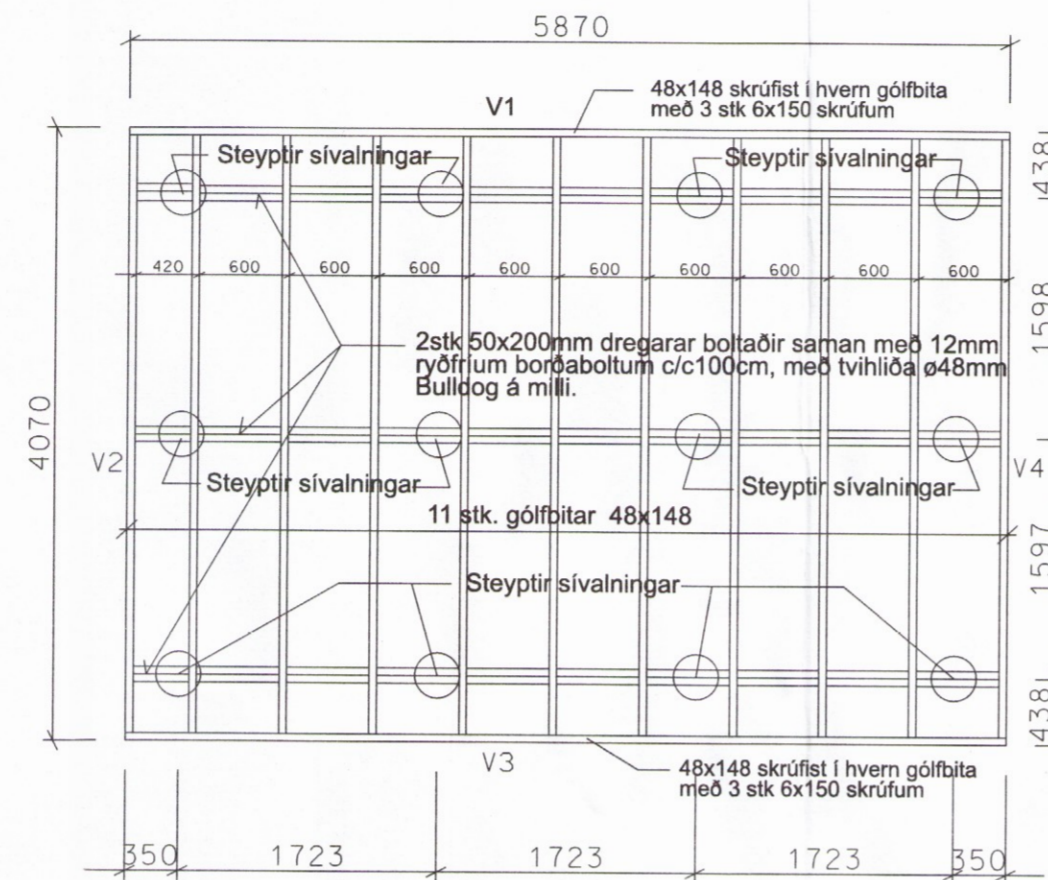 5870
48x148 skrúfist í hvern gólfbita
með 3 stk 6x150 skrúfum
V1
438
Steyptir sívalningar
Steyptir sívalningar
420 600 600 600 600 600 600 600 600 600
1598
2stk 50x200mm dregarar boltaðir saman með 12mm
ryðfríum borðaboltum c/c100cm, með tvihliða ø48mm
Bulldog á milli.
4070
V2
V4
Steyptir sívalningar
Steyptir sívalningar
11 stk. gólfbitar 48x148
1597
Steyptir sívalningar
438
V3
48x148 skrúfist í hvern gólfbita
með 3 stk 6x150 skrúfum
350 1723 1723 1723 350